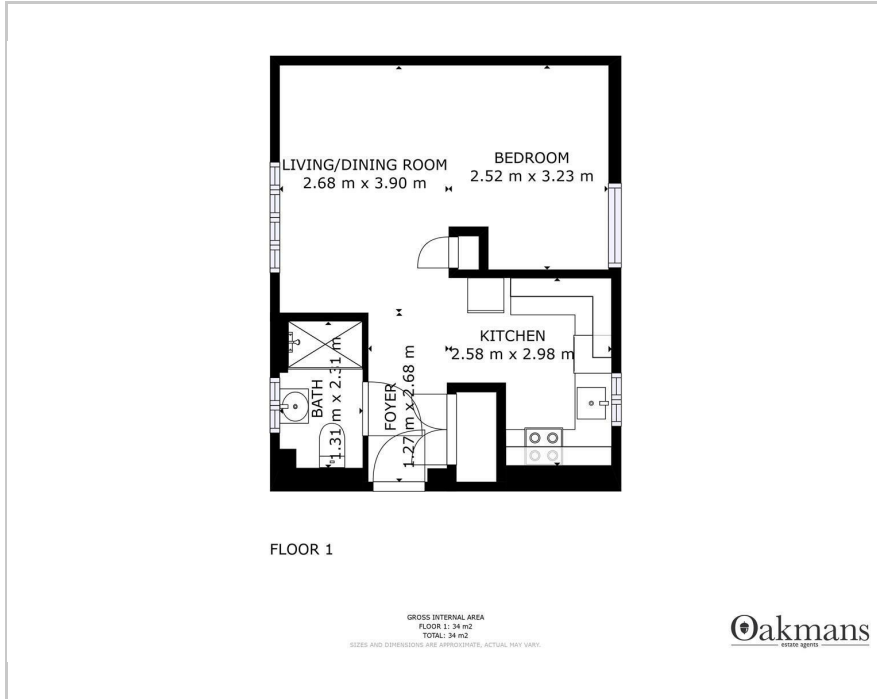 LIVING/DINING ROOM
2.68 m x 3.90 m
BEDROOM
2.52 m x 3.23 m
KITCHEN
2.58 m x 2.98 m
BATH
1.31 m x 2.31 m
FOYER
1.27 m x 2.68 m
FLOOR 1
GROSS INTERNAL AREA
FLOOR 1: 34 m2
TOTAL: 34 m2
SIZES AND DIMENSIONS ARE APPROXIMATE, ACTUAL MAY VARY.
Oakmans
estate agents